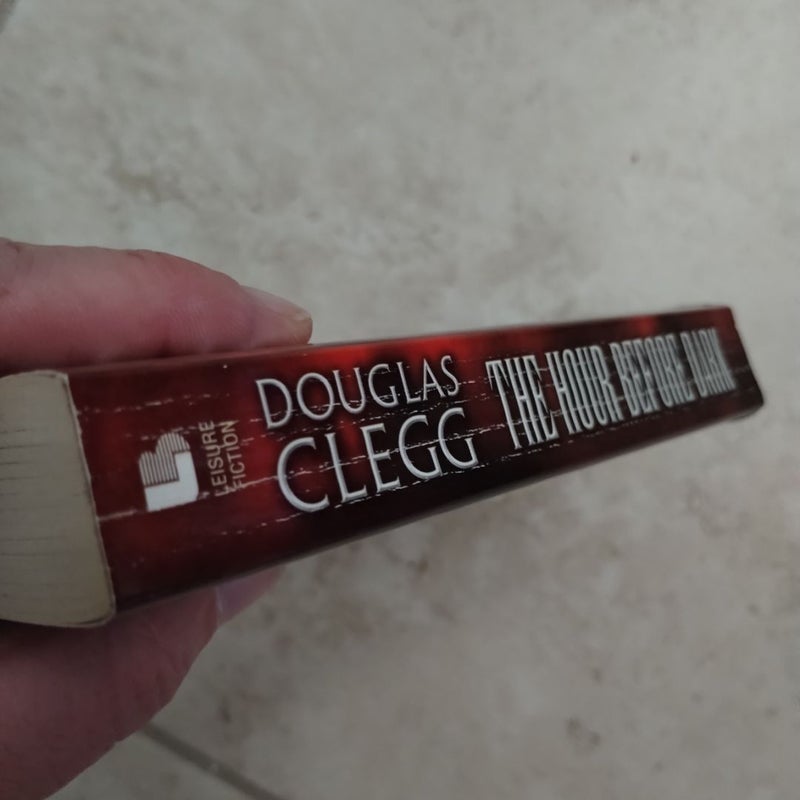 LEISURE
FICTION
DOUGLAS
CLEGG
THE HOUR BEFORE DARK